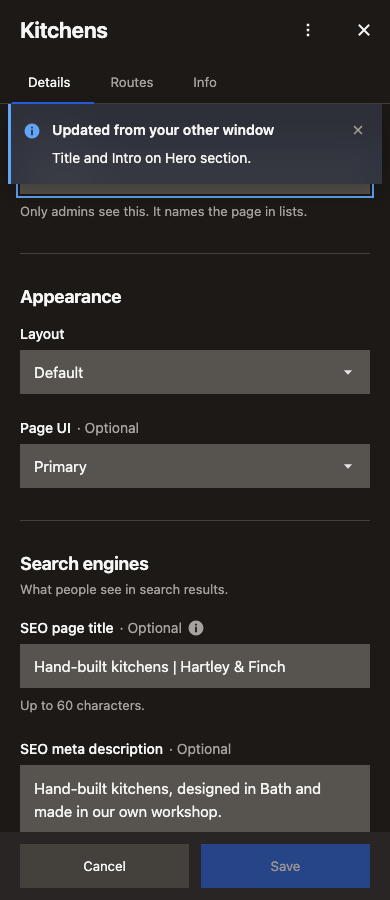 Kitchens
Details
Routes
Info
Updated from your other window
Title and Intro on Hero section.
Only admins see this. It names the page in lists.
Appearance
Layout
Default
Page UI · Optional
Primary
Search engines
What people see in search results.
SEO page title · Optional
Hand-built kitchens | Hartley & Finch
Up to 60 characters.
SEO meta description · Optional
Hand-built kitchens, designed in Bath and
made in our own workshop.
Cancel
Save